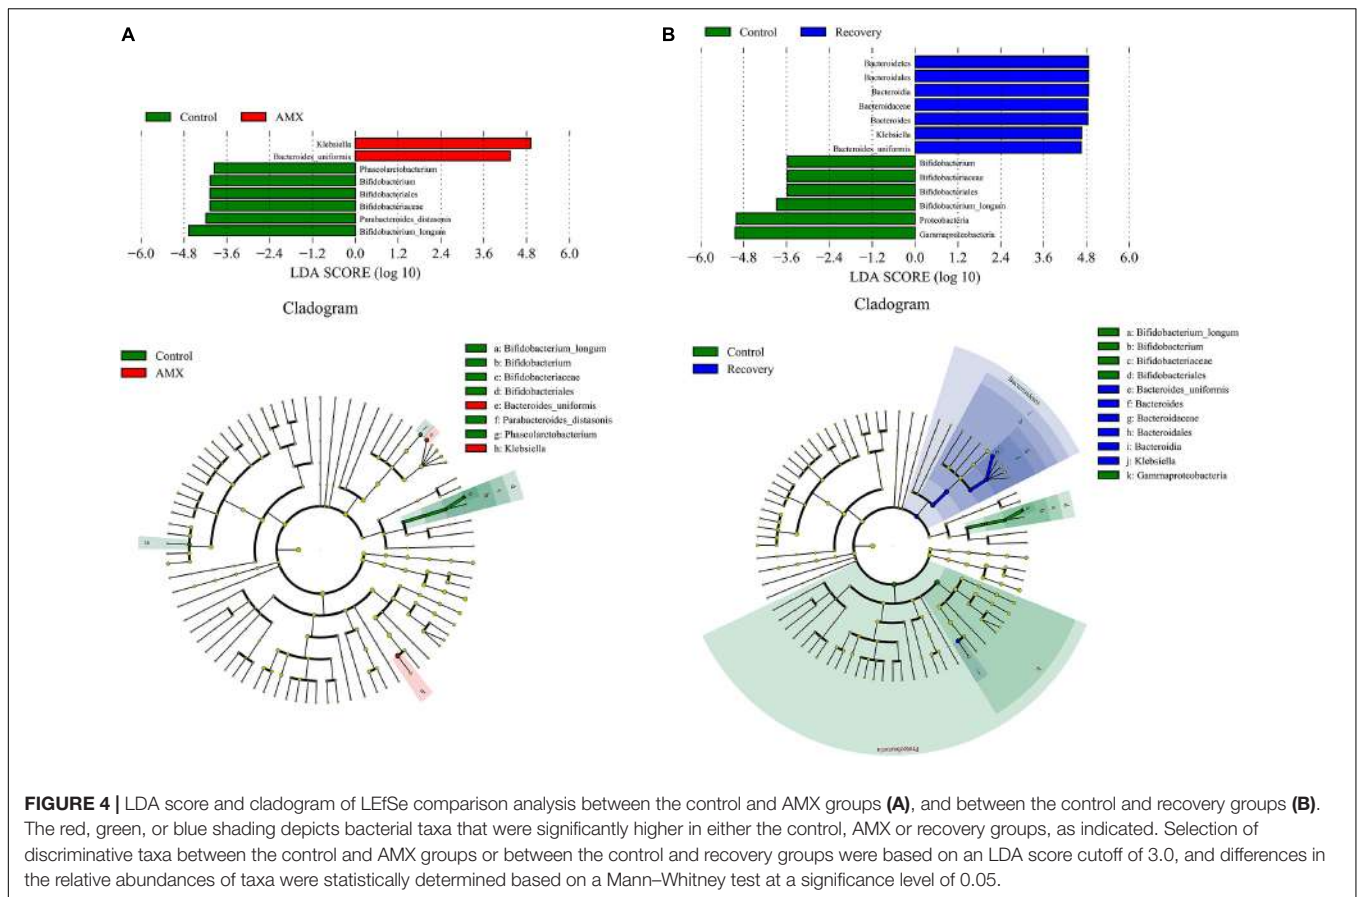 A
Control
AMX
Klebsiella
Bacteroides_uniformis
Phascolarctobacterium
Bifidobacterium
Bifidobacteriales
Bifidobacteriaceae
Parabacteroides_distasonis
Bifidobacterium_longum
−6.0 −4.8 −3.6 −2.4 −1.2 0.0 1.2 2.4 3.6 4.8 6.0
LDA SCORE (log 10)
Cladogram
Control
AMX
a: Bifidobacterium_longum
b: Bifidobacterium
c: Bifidobacteriaceae
d: Bifidobacteriales
e: Bacteroides_uniformis
f: Parabacteroides_distasonis
g: Phascolarctobacterium
h: Klebsiella
B
Control
Recovery
Bacteroidetes
Bacteroidales
Bacteroidia
Bacteroidaceae
Bacteroides
Klebsiella
Bacteroides_uniformis
Bifidobacterium
Bifidobacteriaceae
Bifidobacteriales
Bifidobacterium_longum
Proteobacteria
Gammaproteobacteria
−6.0 −4.8 −3.6 −2.4 −1.2 0.0 1.2 2.4 3.6 4.8 6.0
LDA SCORE (log 10)
Cladogram
Control
Recovery
Bacteroidetes
Proteobacteria
a: Bifidobacterium_longum
b: Bifidobacterium
c: Bifidobacteriaceae
d: Bifidobacteriales
e: Bacteroides_uniformis
f: Bacteroides
g: Bacteroidaceae
h: Bacteroidales
i: Bacteroidia
j: Klebsiella
k: Gammaproteobacteria
FIGURE 4 | LDA score and cladogram of LEfSe comparison analysis between the control and AMX groups (A), and between the control and recovery groups (B).
The red, green, or blue shading depicts bacterial taxa that were significantly higher in either the control, AMX or recovery groups, as indicated. Selection of
discriminative taxa between the control and AMX groups or between the control and recovery groups were based on an LDA score cutoff of 3.0, and differences in
the relative abundances of taxa were statistically determined based on a Mann–Whitney test at a significance level of 0.05.